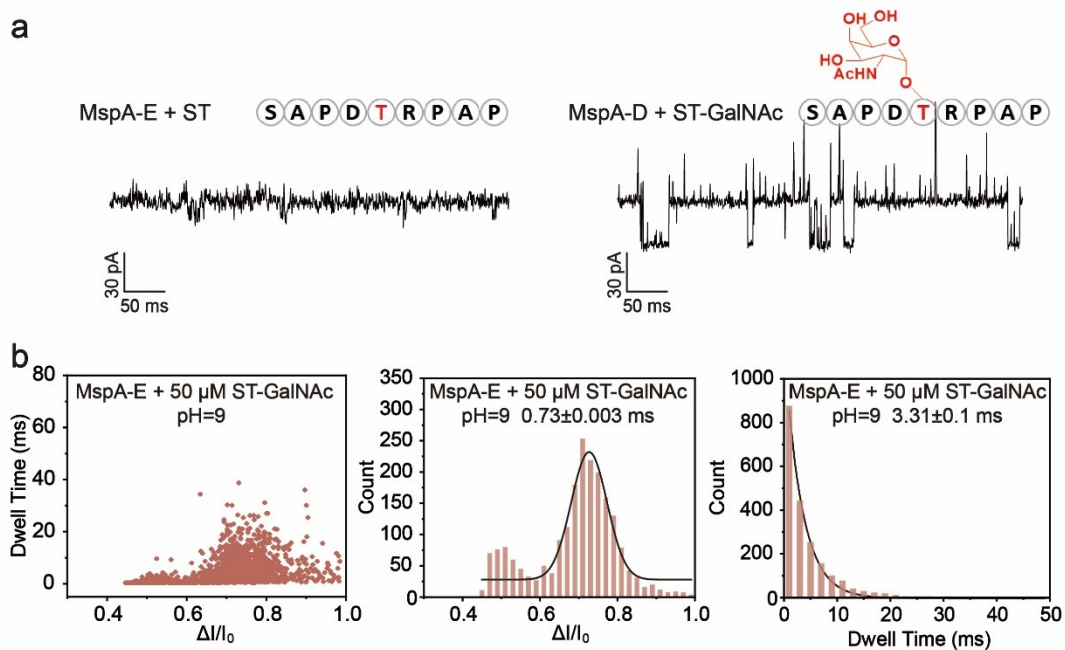 a
MspA-E + ST
S A P D T R P A P
30 pA
50 ms
OH OH
O
HO
AcHN
O
MspA-D + ST-GalNAc
S A P D T R P A P
30 pA
50 ms
b
MspA-E + 50 μM ST-GalNAc
pH=9
Dwell Time (ms)
80
60
40
20
0
0.4 0.6 0.8 1.0
ΔI/I₀
MspA-E + 50 μM ST-GalNAc
pH=9 0.73±0.003 ms
Count
350
300
250
200
150
100
50
0
0.4 0.6 0.8 1.0
ΔI/I₀
MspA-E + 50 μM ST-GalNAc
pH=9 3.31±0.1 ms
Count
1000
800
600
400
200
0
0 10 20 30 40 50
Dwell Time (ms)